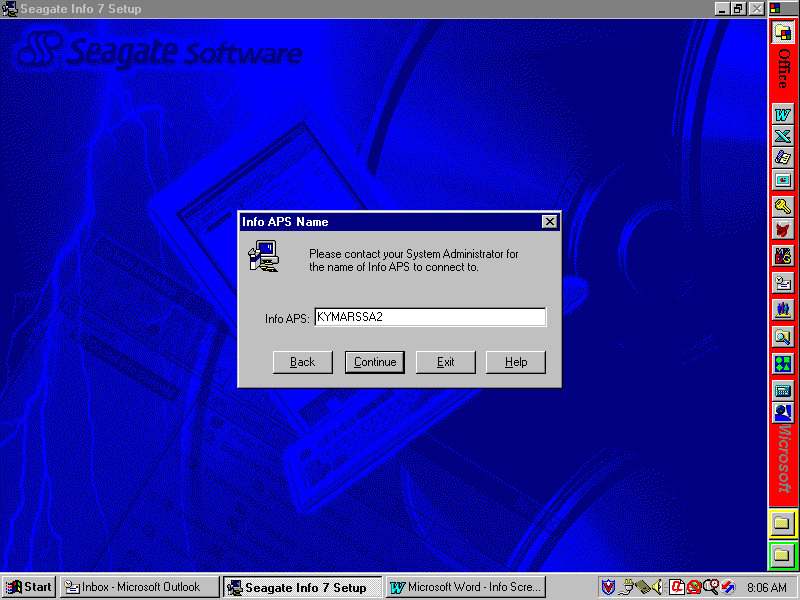 Seagate Info 7 Setup
Seagate Software
Office
Info APS Name
Please contact your System Administrator for
the name of Info APS to connect to.
Info APS: KYMARSSA2
Back Continue Exit Help
Microsoft
Start Inbox - Microsoft Outlook Seagate Info 7 Setup Microsoft Word - Info Scre... 8:06 AM